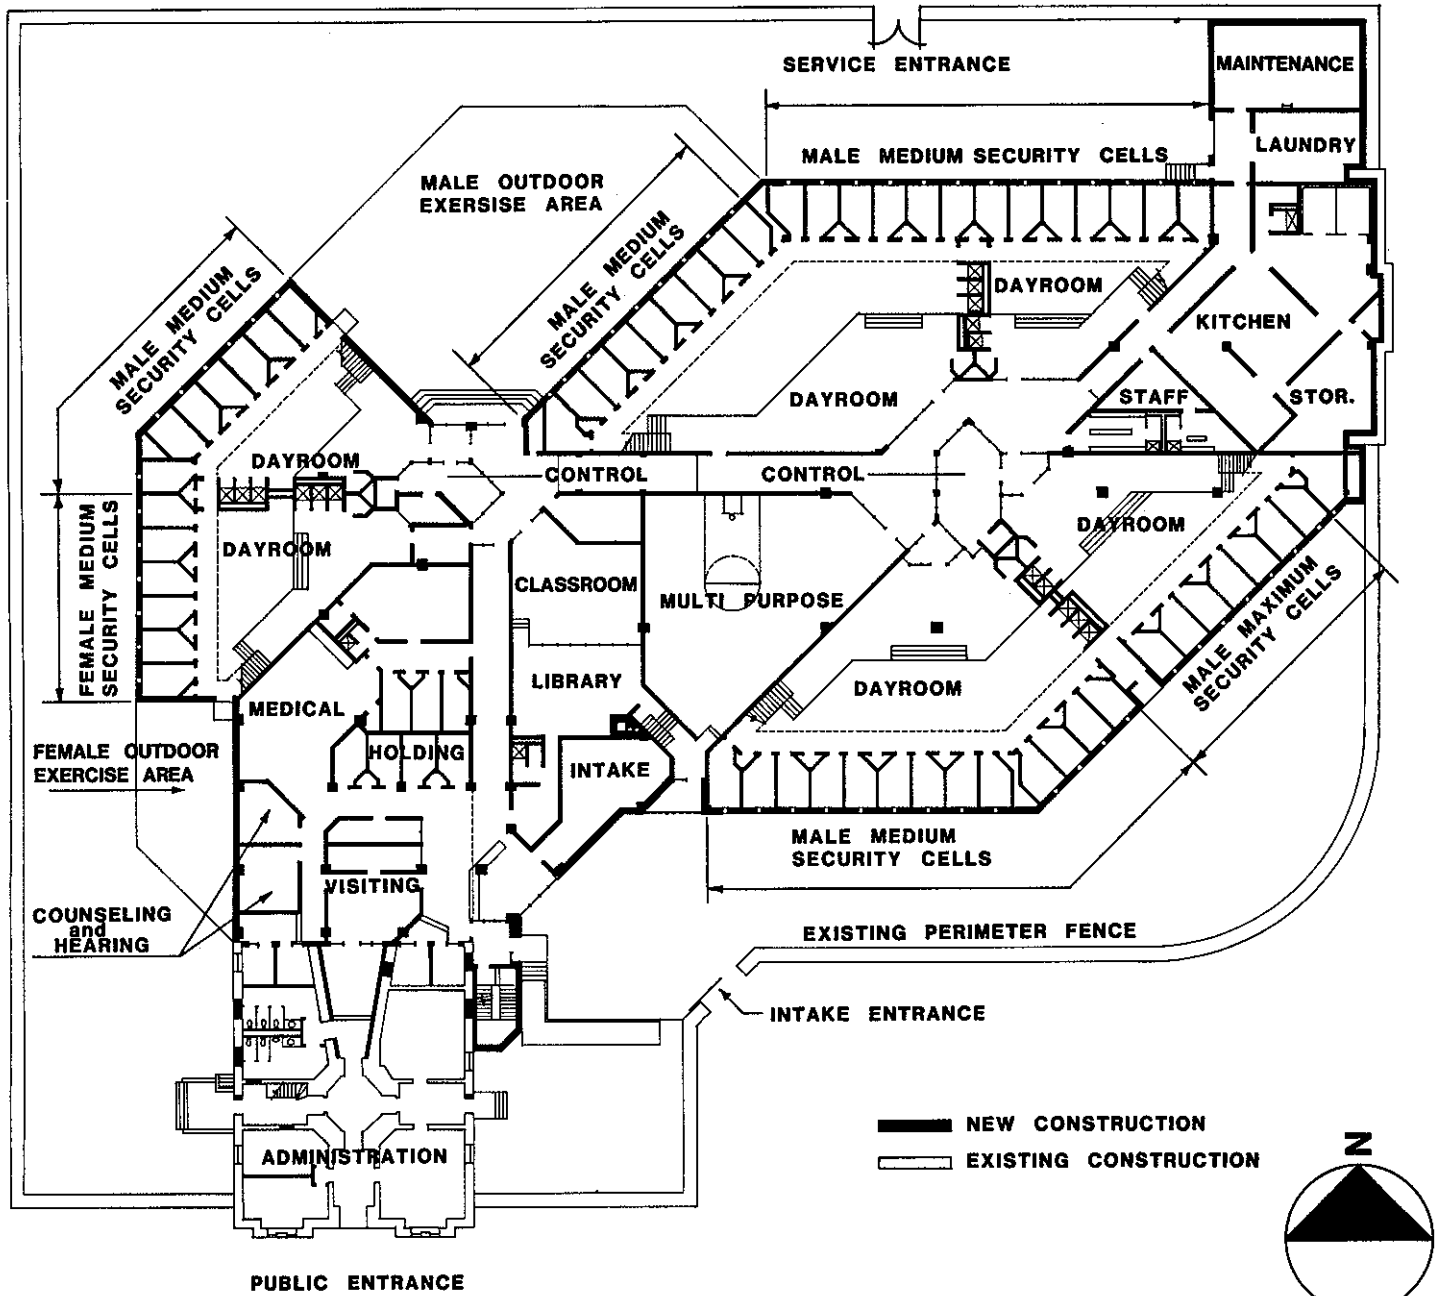 SERVICE ENTRANCE
MAINTENANCE
LAUNDRY
MALE MEDIUM SECURITY CELLS
MALE OUTDOOR
EXERSISE AREA
MALE MEDIUM
SECURITY CELLS
MALE MEDIUM
SECURITY CELLS
DAYROOM
KITCHEN
STAFF
STOR.
DAYROOM
DAYROOM
CONTROL
CONTROL
FEMALE MEDIUM
SECURITY CELLS
DAYROOM
DAYROOM
CLASSROOM
MULTI PURPOSE
MALE MAXIMUM
SECURITY CELLS
LIBRARY
DAYROOM
MEDICAL
HOLDING
FEMALE OUTDOOR
EXERCISE AREA
INTAKE
MALE MEDIUM
SECURITY CELLS
VISITING
COUNSELING
and
HEARING
EXISTING PERIMETER FENCE
INTAKE ENTRANCE
NEW CONSTRUCTION
EXISTING CONSTRUCTION
N
ADMINISTRATION
PUBLIC ENTRANCE